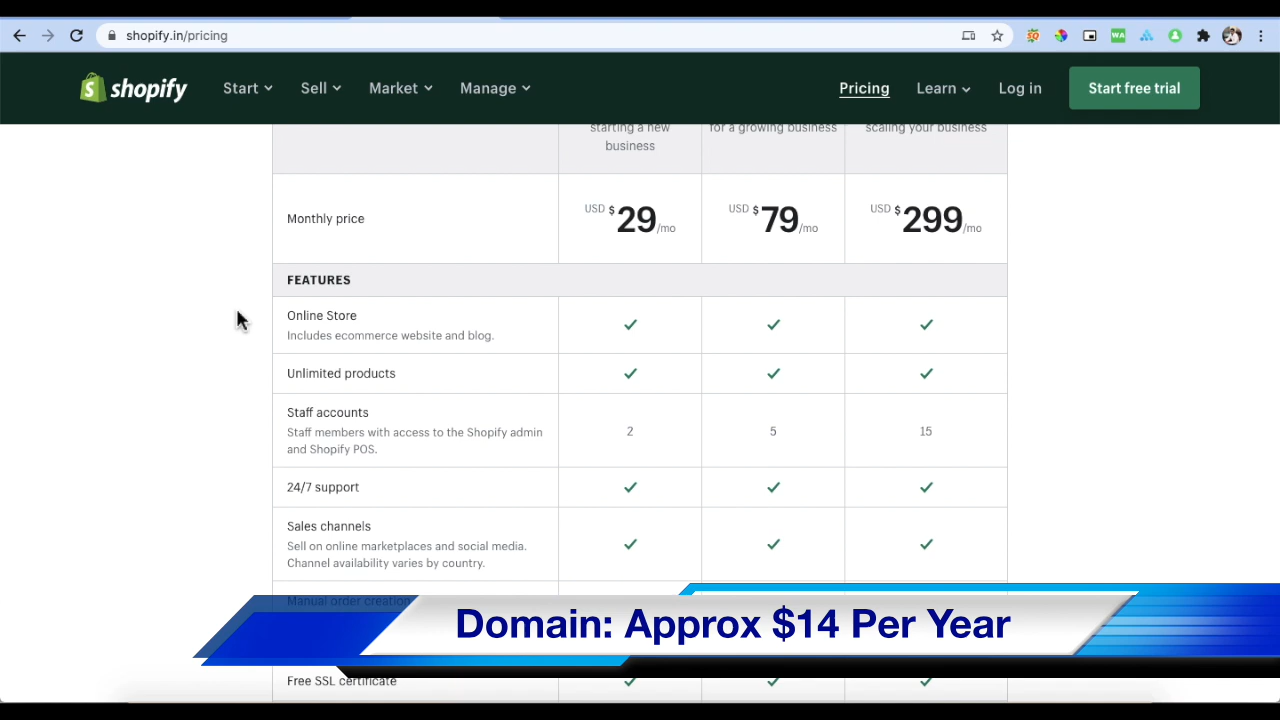 shopify.in/pricing
shopify
Start
Sell
Market
Manage
Pricing
Learn
Log in
Start free trial
starting a new
business
for a growing business
scaling your business
Monthly price
USD $29/mo
USD $79/mo
USD $299/mo
FEATURES
Online Store
Includes ecommerce website and blog.
Unlimited products
Staff accounts
Staff members with access to the Shopify admin
and Shopify POS.
2
5
15
24/7 support
Sales channels
Sell on online marketplaces and social media.
Channel availability varies by country.
Manual order creation
Domain: Approx $14 Per Year
Free SSL certificate